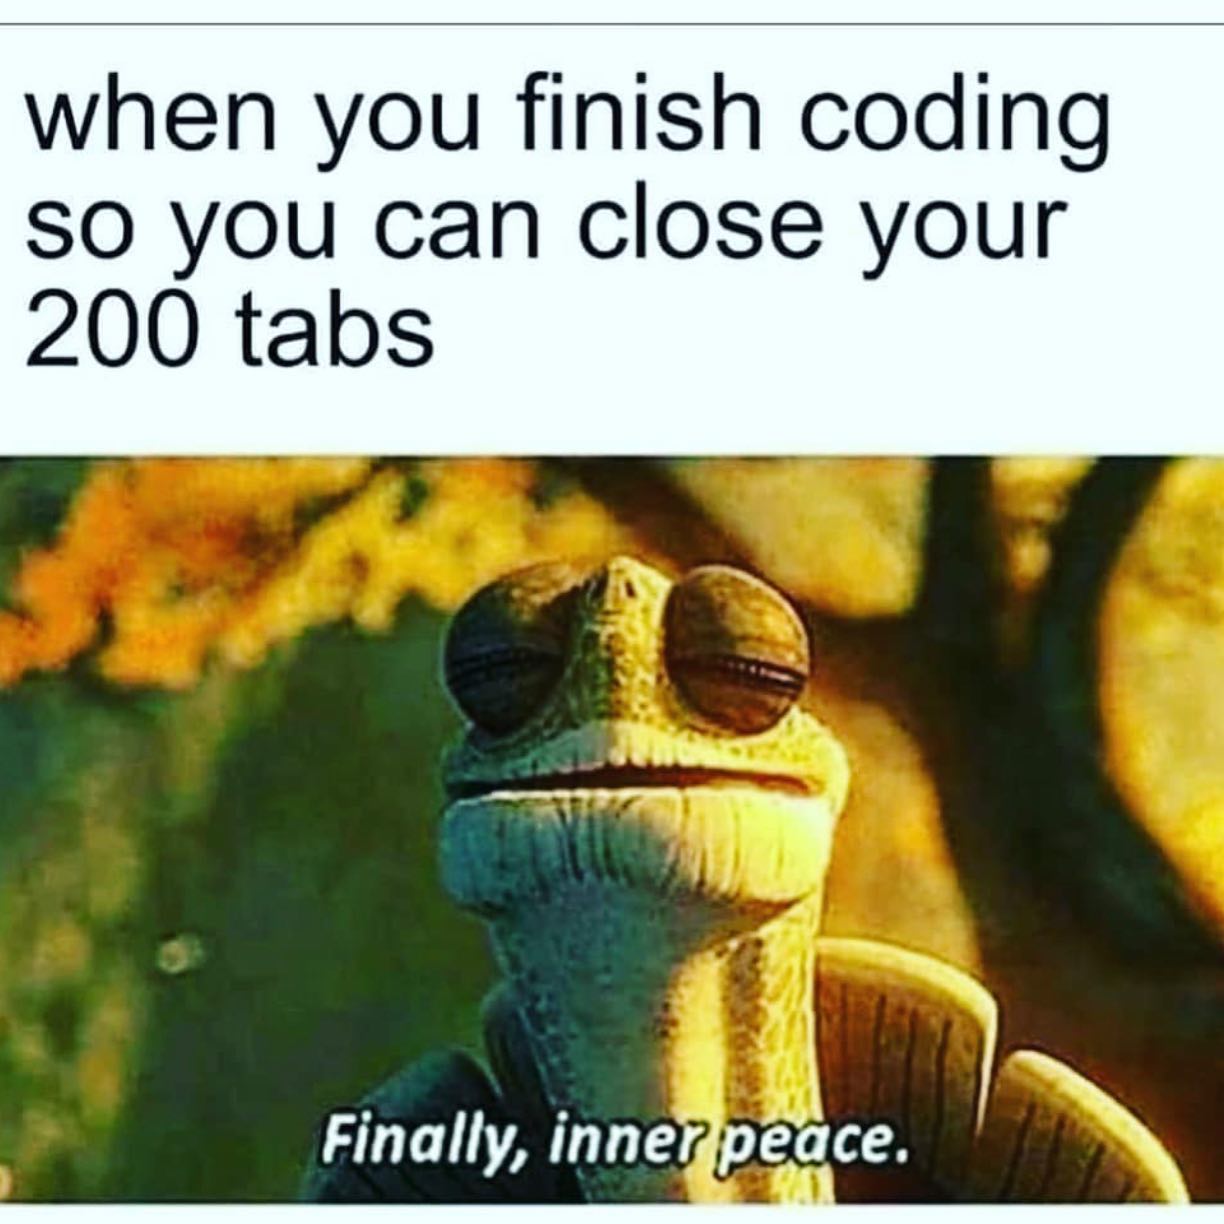 when you finish coding
so you can close your
200 tabs
Finally, inner peace.